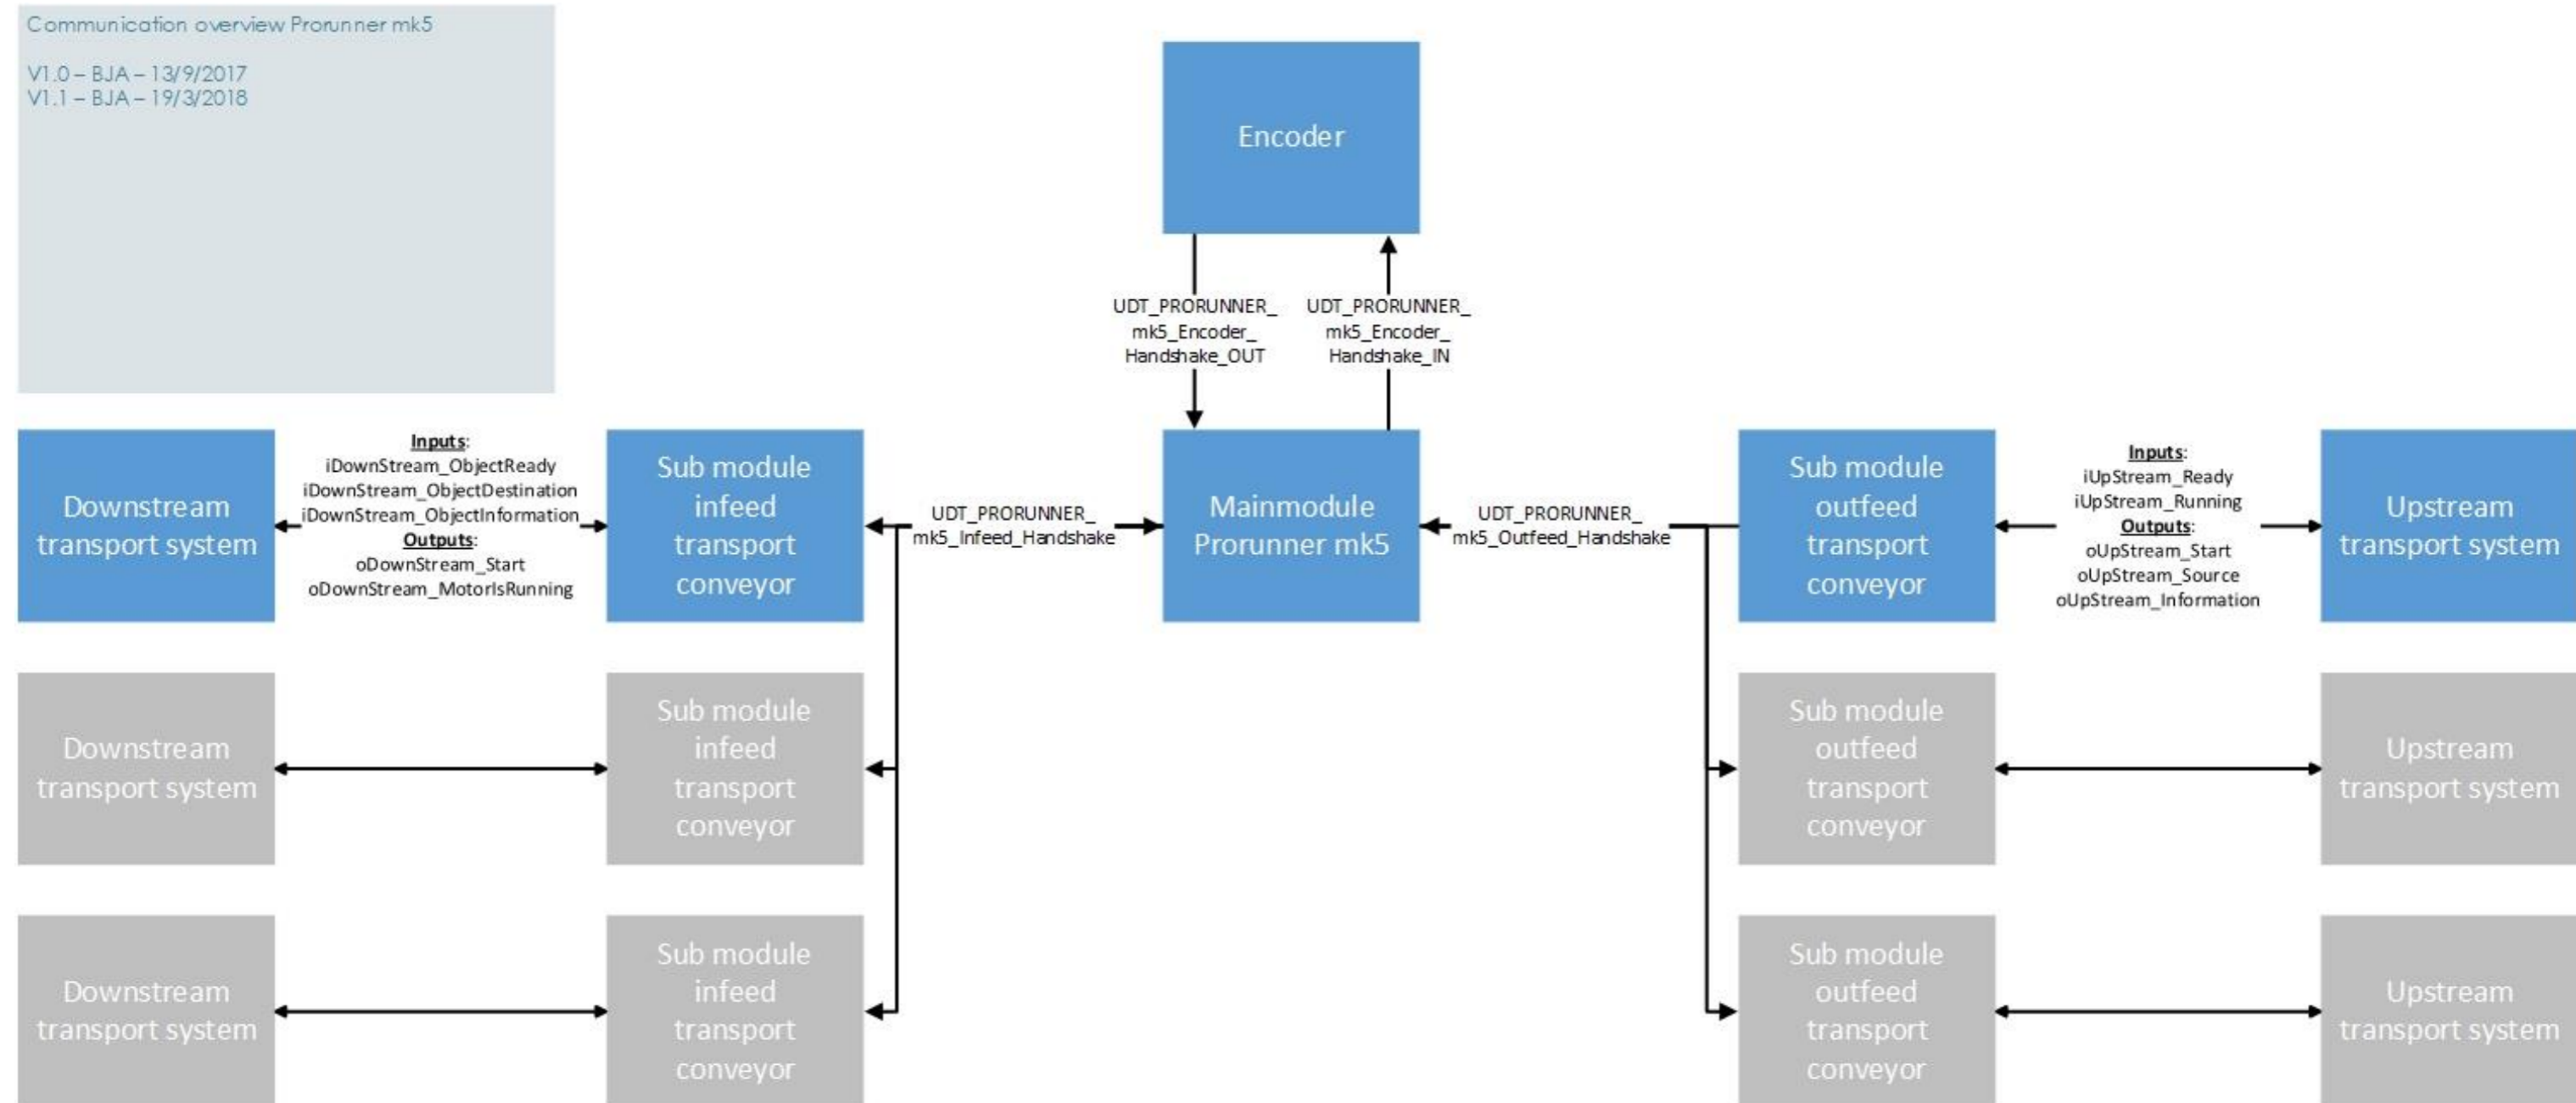 Communication overview Prorunner mk5
V1.0 – BJA – 13/9/2017
V1.1 – BJA – 19/3/2018
Encoder
UDT_PRORUNNER_
mk5_Encoder_
Handshake_OUT
UDT_PRORUNNER_
mk5_Encoder_
Handshake_IN
Downstream
transport system
Inputs:
iDownStream_ObjectReady
iDownStream_ObjectDestination
iDownStream_ObjectInformation
Outputs:
oDownStream_Start
oDownStream_MotorIsRunning
Sub module
infeed
transport
conveyor
UDT_PRORUNNER_
mk5_Infeed_Handshake
Mainmodule
Prorunner mk5
UDT_PRORUNNER_
mk5_Outfeed_Handshake
Sub module
outfeed
transport
conveyor
Inputs:
iUpStream_Ready
iUpStream_Running
Outputs:
oUpStream_Start
oUpStream_Source
oUpStream_Information
Upstream
transport system
Downstream
transport system
Sub module
infeed
transport
conveyor
Sub module
outfeed
transport
conveyor
Upstream
transport system
Downstream
transport system
Sub module
infeed
transport
conveyor
Sub module
outfeed
transport
conveyor
Upstream
transport system